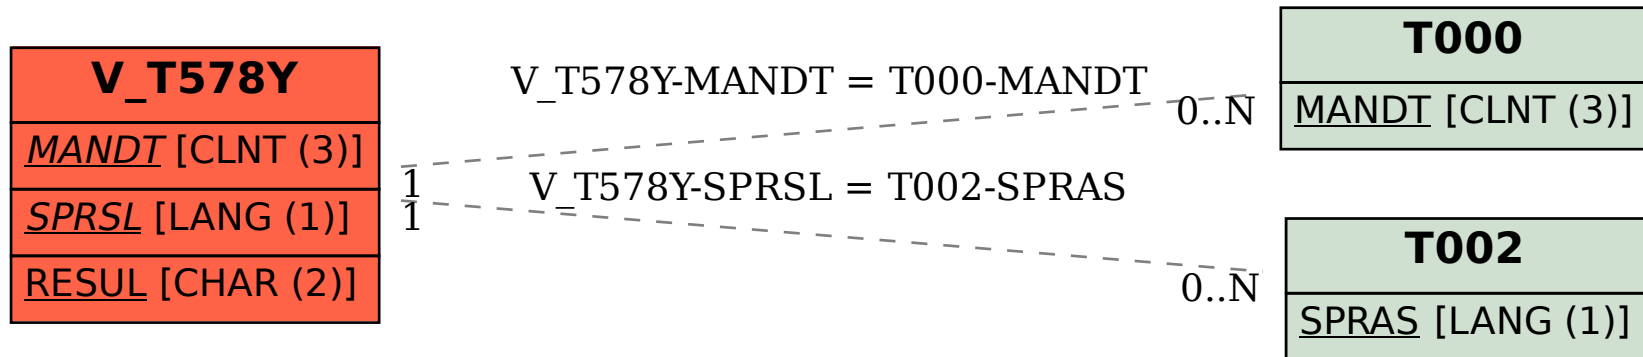 V_T578Y
MANDT [CLNT (3)]
SPRSL [LANG (1)]
RESUL [CHAR (2)]
V_T578Y-MANDT = T000-MANDT
0..N
1
V_T578Y-SPRSL = T002-SPRAS
1
0..N
T000
MANDT [CLNT (3)]
T002
SPRAS [LANG (1)]